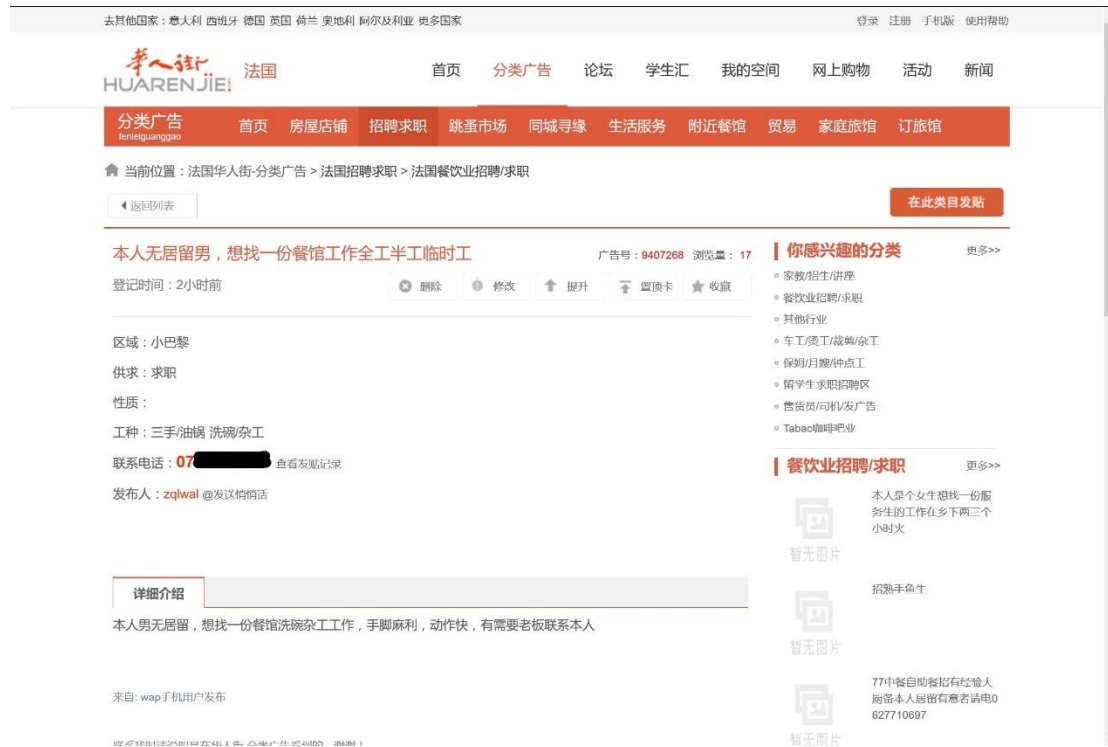 去其他国家：意大利 西班牙 德国 英国 荷兰 奥地利 阿尔及利亚 更多国家
登录 注册 手机版 使用帮助
华人街 HUARENJIE 法国
首页 分类广告 论坛 学生汇 我的空间 网上购物 活动 新闻
分类广告 首页 房屋店铺 招聘求职 跳蚤市场 同城寻缘 生活服务 附近餐馆 贸易 家庭旅馆 订旅馆
fenleiguanggao
当前位置：法国华人街-分类广告 > 法国招聘求职 > 法国餐饮业招聘/求职
返回列表
在此类目发贴
本人无居留男，想找一份餐馆工作全工半工临时工
广告号：9407268 浏览量：17
登记时间：2小时前
删除 修改 提升 置顶卡 收藏
区域：小巴黎
供求：求职
性质：
工种：三手/油锅 洗碗/杂工
联系电话：07 查看发贴记录
发布人：zqlwal @发送悄悄话
详细介绍
本人男无居留，想找一份餐馆洗碗杂工工作，手脚麻利，动作快，有需要老板联系本人
来自: wap手机用户发布
联系我时请说明是在华人街-分类广告看到的，谢谢！
你感兴趣的分类 更多>>
家教/招生/讲座
餐饮业招聘/求职
其他行业
车工/烫工/裁剪/杂工
保姆/月嫂/钟点工
留学生求职招聘区
售货员/司机/发广告
Tabac咖啡吧业
餐饮业招聘/求职 更多>>
暂无图片
本人是个女生想找一份服
务生的工作在乡下两三个
小时火
暂无图片
招熟手鱼生
暂无图片
77中餐自助餐招有经验大
厨备本人居留有意者请电0
627710697